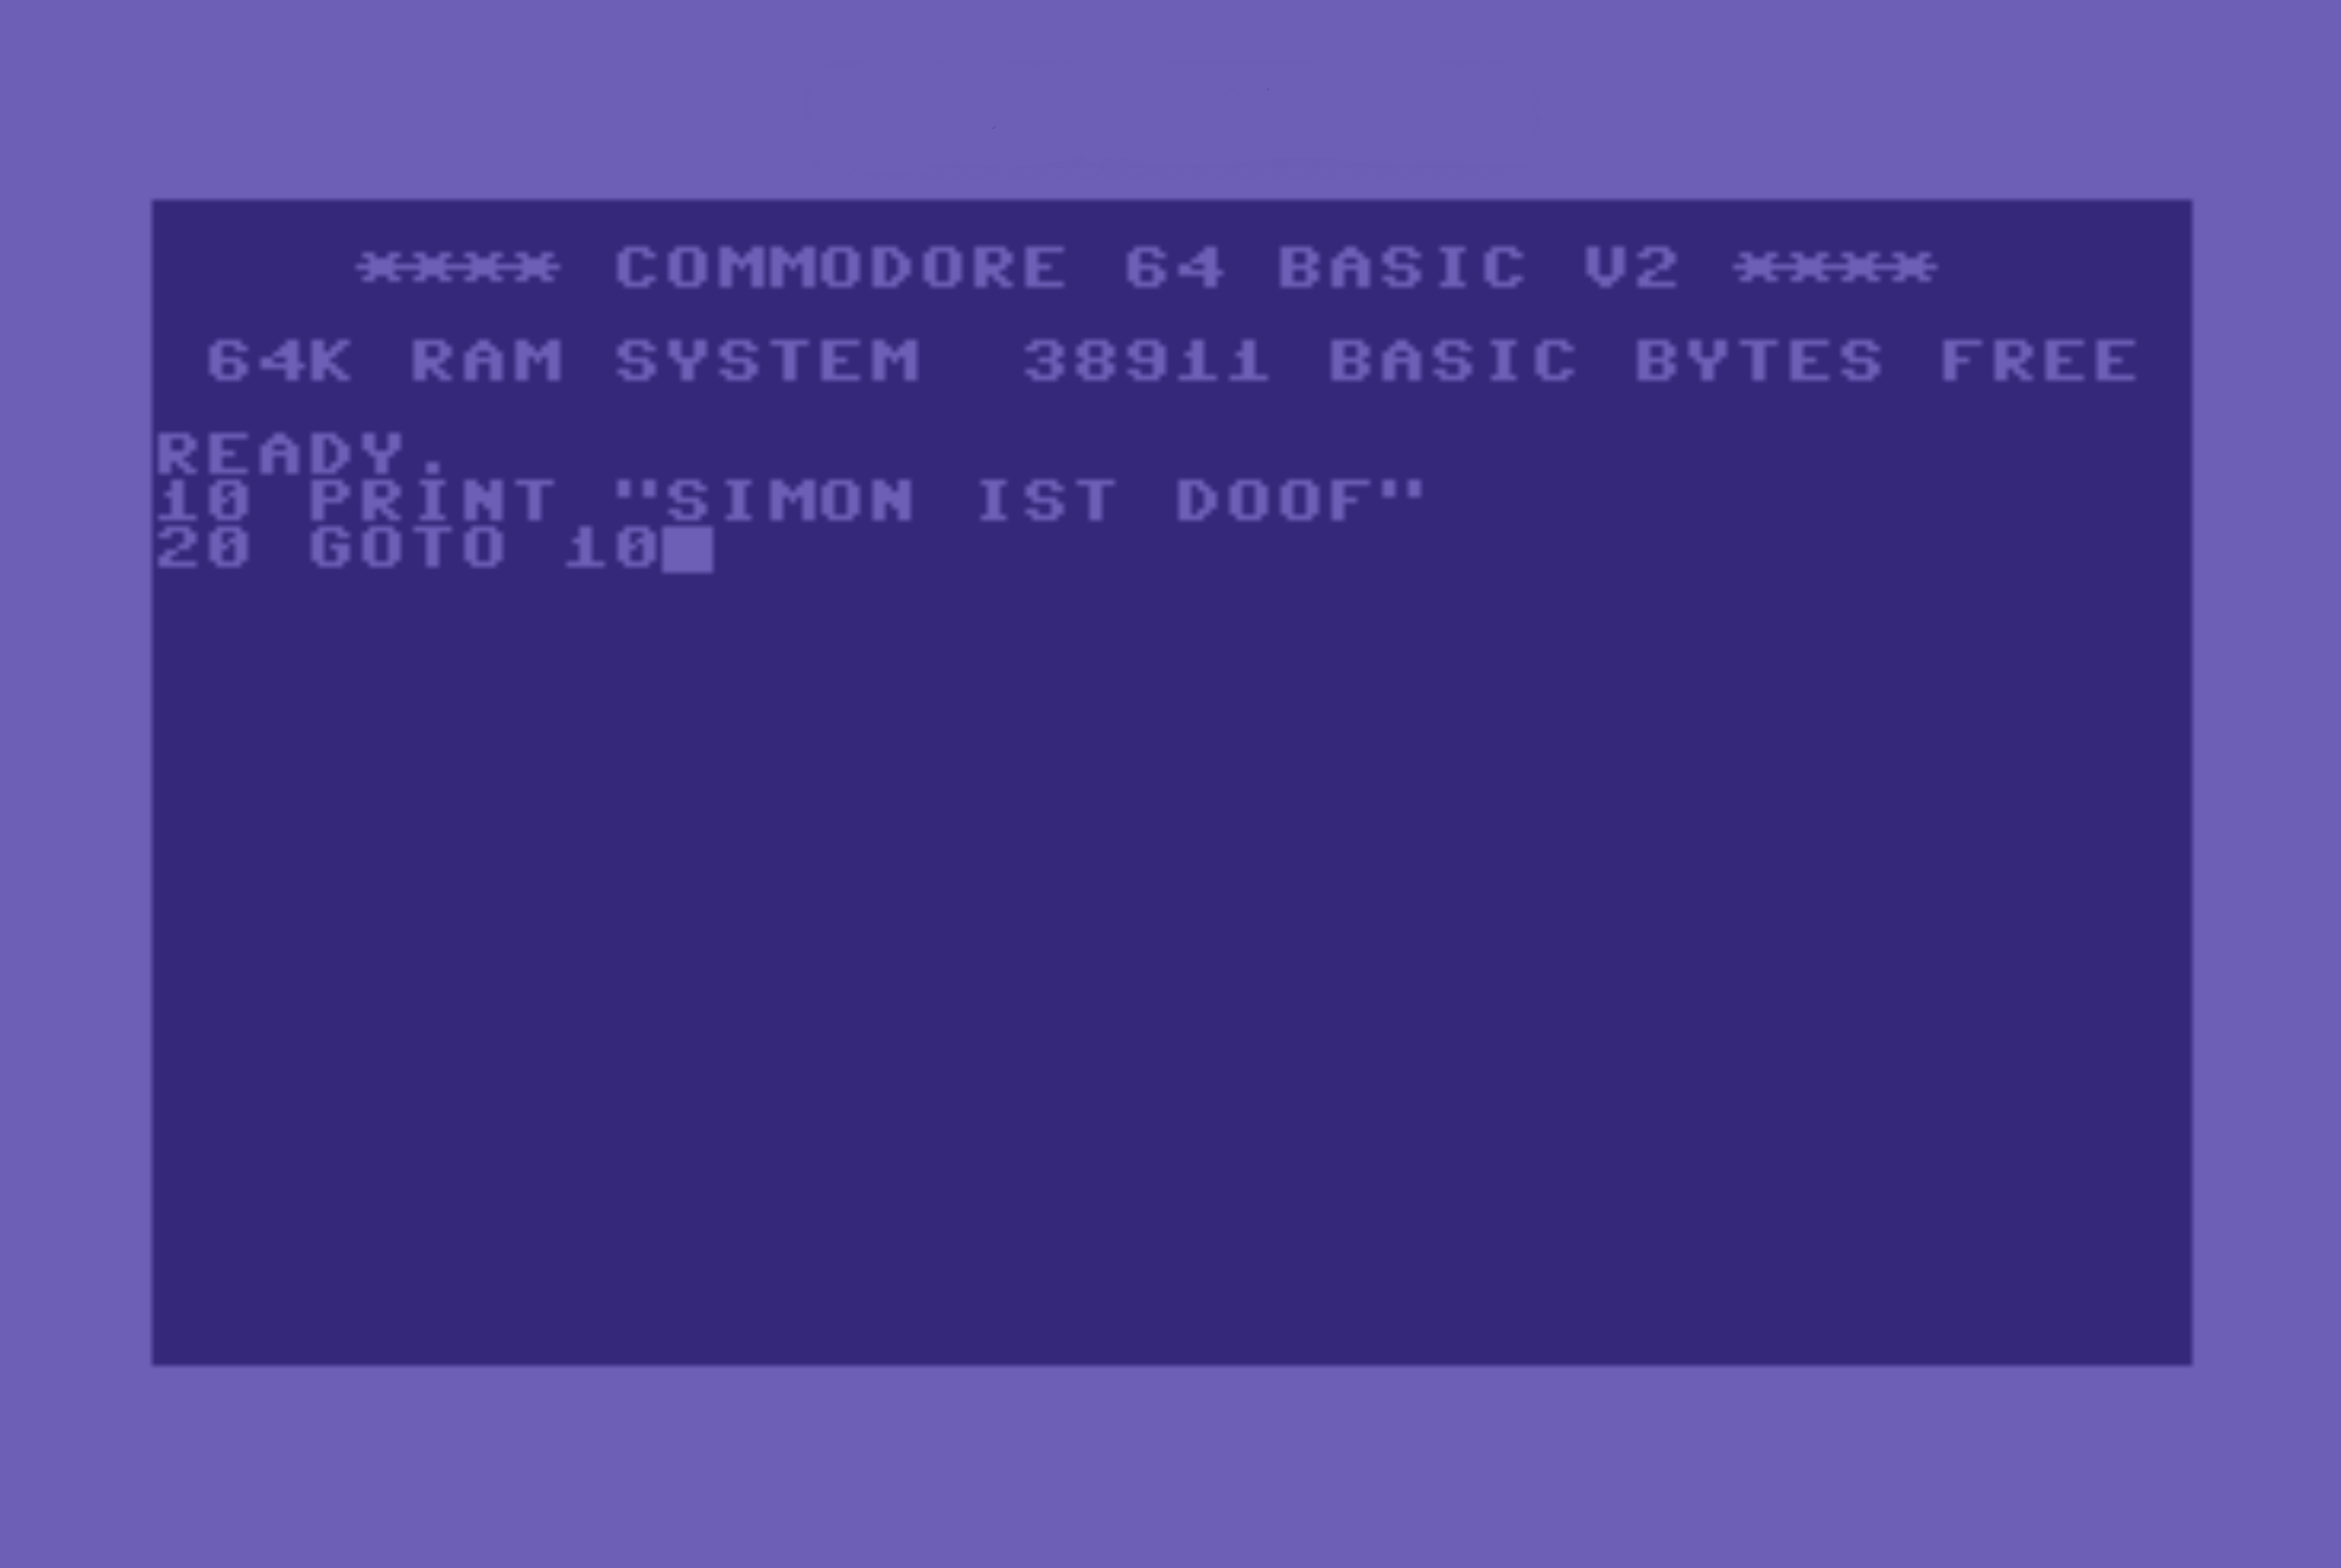 **** COMMODORE 64 BASIC V2 ****
64K RAM SYSTEM  38911 BASIC BYTES FREE
READY.
10 PRINT "SIMON IST DOOF"
20 GOTO 10